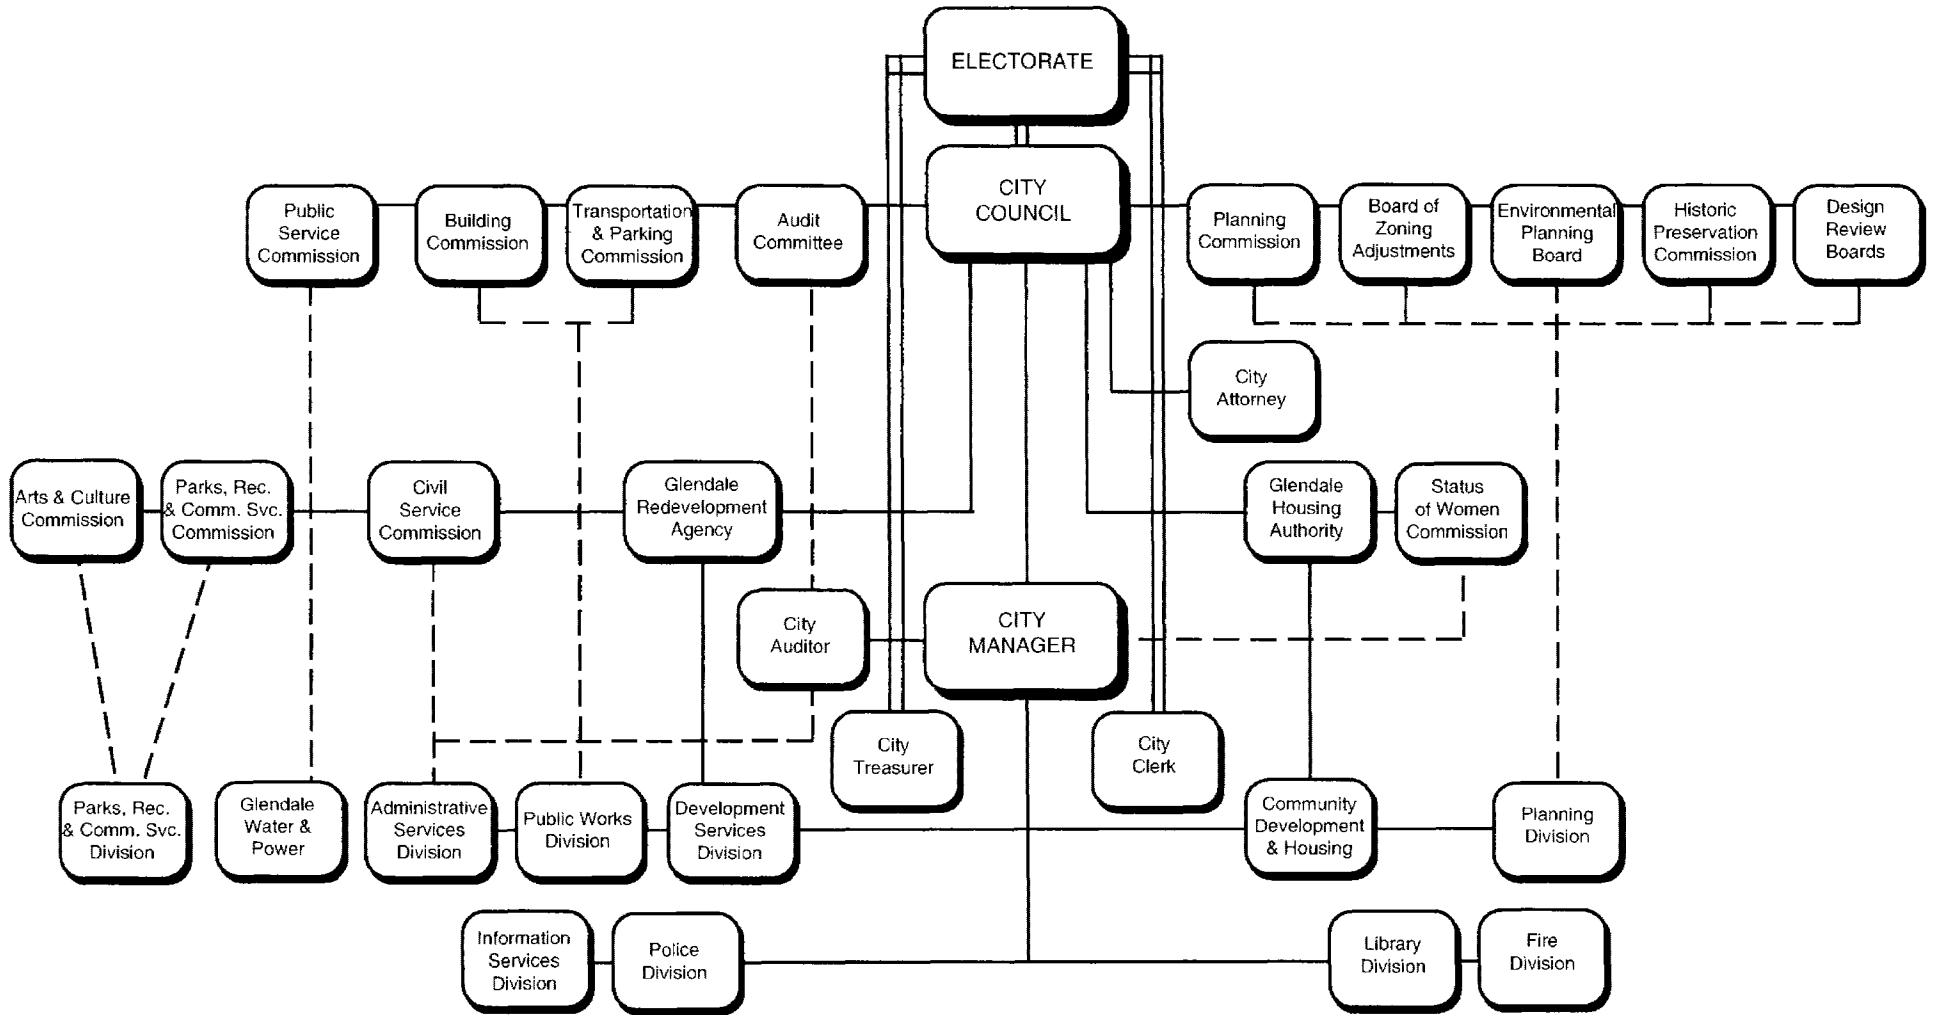 ELECTORATE
CITY
COUNCIL
Public
Service
Commission
Building
Commission
Transportation
& Parking
Commission
Audit
Committee
Planning
Commission
Board of
Zoning
Adjustments
Environmental
Planning
Board
Historic
Preservation
Commission
Design
Review
Boards
City
Attorney
Arts & Culture
Commission
Parks, Rec.
& Comm. Svc.
Commission
Civil
Service
Commission
Glendale
Redevelopment
Agency
Glendale
Housing
Authority
Status
of Women
Commission
City
Auditor
CITY
MANAGER
City
Treasurer
City
Clerk
Parks, Rec.
& Comm. Svc.
Division
Glendale
Water &
Power
Administrative
Services
Division
Public Works
Division
Development
Services
Division
Community
Development
& Housing
Planning
Division
Information
Services
Division
Police
Division
Library
Division
Fire
Division